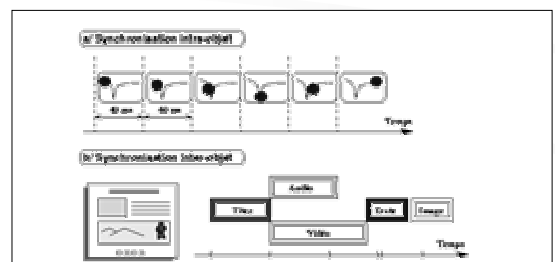 a/ Synchronisation intra-objet
40 ms 40 ms
Temps
b/ Synchronisation inter-objet
Audio
Titre
Texte Image
Vidéo
Temps